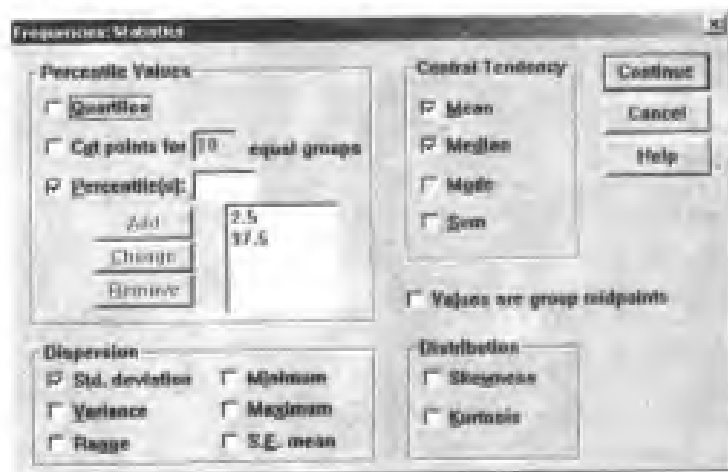 Frequencies: Statistics
Percentile Values
Quartiles
Cut points for 10 equal groups
Percentile(s):
Add
Change
Remove
2.5
97.5
Central Tendency
Mean
Median
Mode
Sum
Continue
Cancel
Help
Values are group midpoints
Dispersion
Std. deviation
Minimum
Variance
Maximum
Range
S.E. mean
Distribution
Skewness
Kurtosis